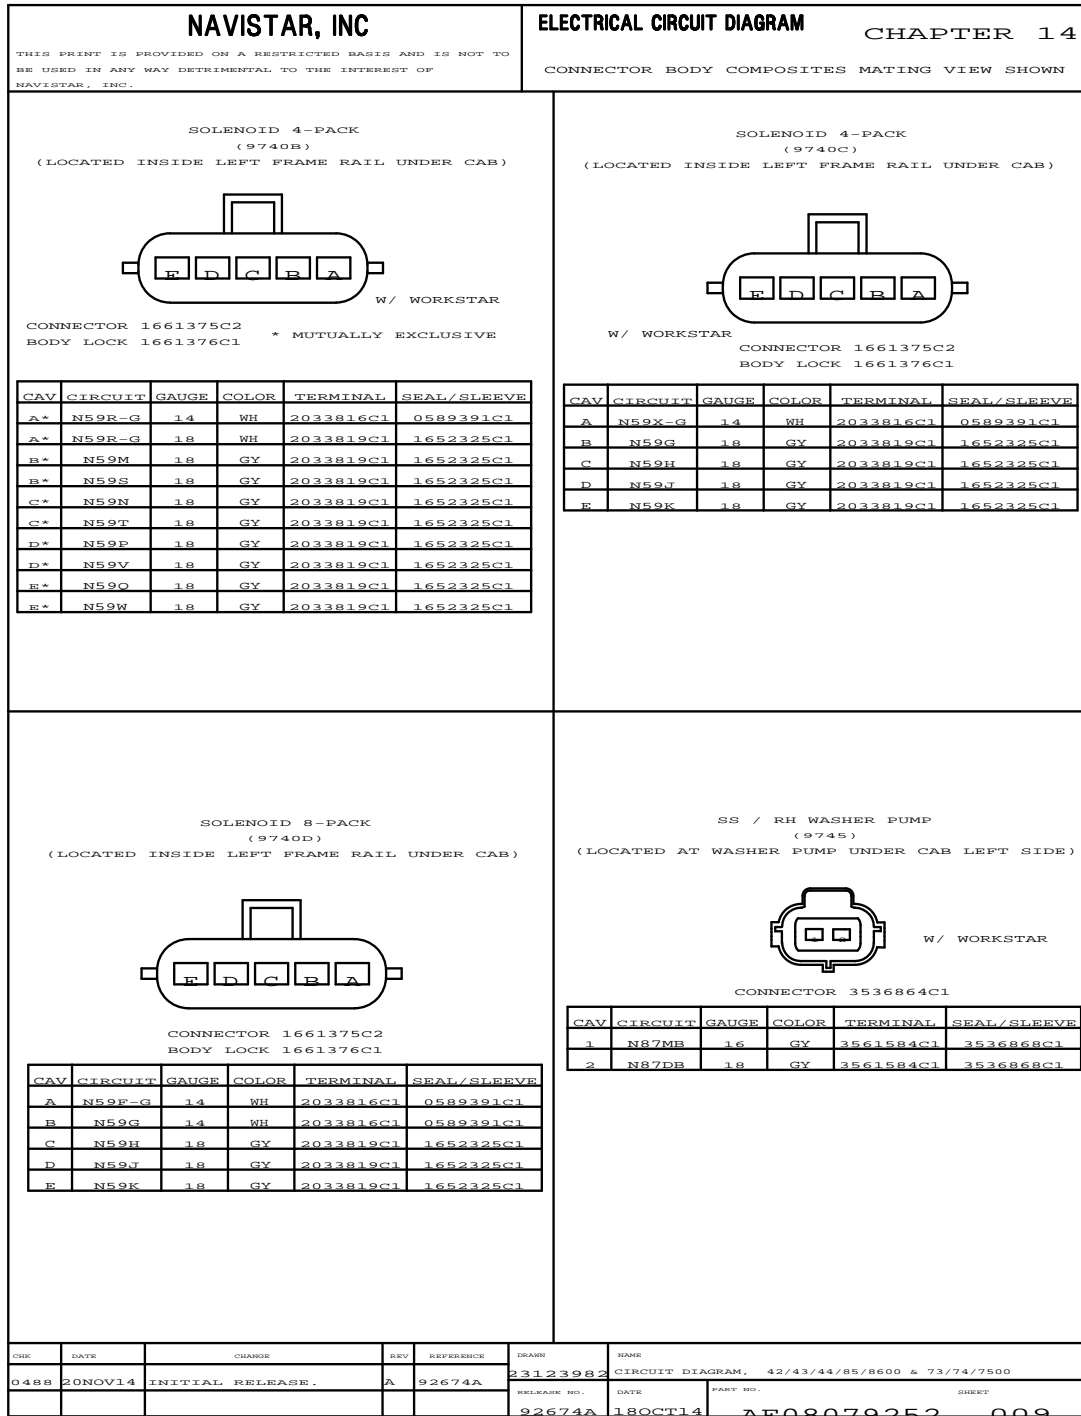 NAVISTAR, INC
THIS PRINT IS PROVIDED ON A RESTRICTED BASIS AND IS NOT TO
BE USED IN ANY WAY DETRIMENTAL TO THE INTEREST OF
NAVISTAR, INC.
ELECTRICAL CIRCUIT DIAGRAM
CHAPTER 14
CONNECTOR BODY COMPOSITES MATING VIEW SHOWN
SOLENOID 4-PACK
(9740B)
(LOCATED INSIDE LEFT FRAME RAIL UNDER CAB)
E D C B A
W/ WORKSTAR
CONNECTOR 1661375C2
BODY LOCK 1661376C1
* MUTUALLY EXCLUSIVE
CAV CIRCUIT GAUGE COLOR TERMINAL SEAL/SLEEVE
A* N59R-G 14 WH 2033816C1 0589391C1
A* N59R-G 18 WH 2033819C1 1652325C1
B* N59M 18 GY 2033819C1 1652325C1
B* N59S 18 GY 2033819C1 1652325C1
C* N59N 18 GY 2033819C1 1652325C1
C* N59T 18 GY 2033819C1 1652325C1
D* N59P 18 GY 2033819C1 1652325C1
D* N59V 18 GY 2033819C1 1652325C1
E* N59Q 18 GY 2033819C1 1652325C1
E* N59W 18 GY 2033819C1 1652325C1
SOLENOID 4-PACK
(9740C)
(LOCATED INSIDE LEFT FRAME RAIL UNDER CAB)
E D C B A
W/ WORKSTAR
CONNECTOR 1661375C2
BODY LOCK 1661376C1
CAV CIRCUIT GAUGE COLOR TERMINAL SEAL/SLEEVE
A N59X-G 14 WH 2033816C1 0589391C1
B N59G 18 GY 2033819C1 1652325C1
C N59H 18 GY 2033819C1 1652325C1
D N59J 18 GY 2033819C1 1652325C1
E N59K 18 GY 2033819C1 1652325C1
SOLENOID 8-PACK
(9740D)
(LOCATED INSIDE LEFT FRAME RAIL UNDER CAB)
E D C B A
CONNECTOR 1661375C2
BODY LOCK 1661376C1
CAV CIRCUIT GAUGE COLOR TERMINAL SEAL/SLEEVE
A N59F-G 14 WH 2033816C1 0589391C1
B N59G 14 WH 2033816C1 0589391C1
C N59H 18 GY 2033819C1 1652325C1
D N59J 18 GY 2033819C1 1652325C1
E N59K 18 GY 2033819C1 1652325C1
SS / RH WASHER PUMP
(9745)
(LOCATED AT WASHER PUMP UNDER CAB LEFT SIDE)
1 2
W/ WORKSTAR
CONNECTOR 3536864C1
CAV CIRCUIT GAUGE COLOR TERMINAL SEAL/SLEEVE
1 N87MB 16 GY 3561584C1 3536868C1
2 N87DB 18 GY 3561584C1 3536868C1
CHK DATE CHANGE REV REFERENCE
0488 20NOV14 INITIAL RELEASE. A 92674A
DRAWN
23123982
NAME
CIRCUIT DIAGRAM, 42/43/44/85/8600 & 73/74/7500
RELEASE NO.
92674A
DATE
18OCT14
PART NO. SHEET
AE08079252 009